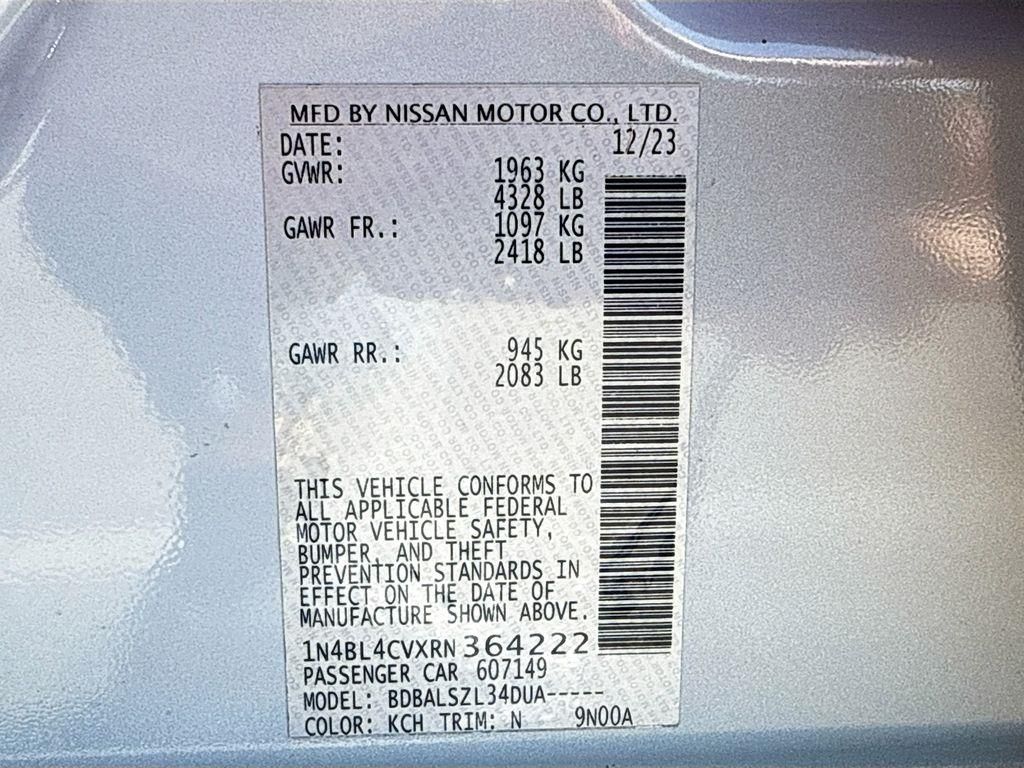 MFD BY NISSAN MOTOR CO., LTD.
DATE: 12/23
GVWR: 1963 KG
4328 LB
GAWR FR.: 1097 KG
2418 LB
GAWR RR.: 945 KG
2083 LB
THIS VEHICLE CONFORMS TO
ALL APPLICABLE FEDERAL
MOTOR VEHICLE SAFETY,
BUMPER, AND THEFT
PREVENTION STANDARDS IN
EFFECT ON THE DATE OF
MANUFACTURE SHOWN ABOVE.
1N4BL4CVXRN364222
PASSENGER CAR 607149
MODEL: BDBALSZL34DUA-----
COLOR: KCH TRIM: N 9N00A